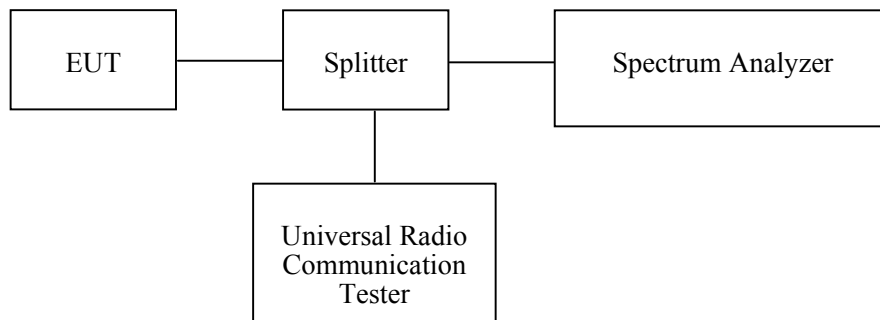 EUT
Splitter
Spectrum Analyzer
Universal Radio
Communication
Tester